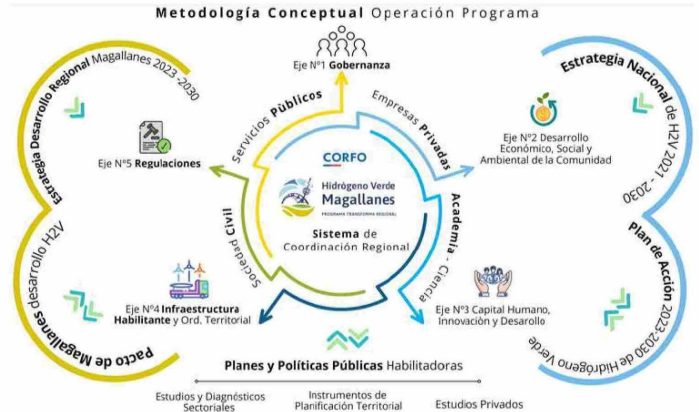 Metodología Conceptual Operación Programa
Eje N°1 Gobernanza
Estrategia Desarrollo Regional Magallanes 2023 -2030
Estrategia Nacional de H2V 2021 - 2030
Servicios Públicos
Empresas Privadas
Eje N°5 Regulaciones
Eje N°2 Desarrollo
Económico, Social y
Ambiental de la Comunidad
CORFO
Hidrógeno Verde
Magallanes
PROGRAMA TRANSFORMA REGIONAL
Sistema de
Coordinación Regional
Sociedad Civil
Academia - Ciencia
Pacto de Magallanes desarrollo H2V
Plan de Acción 2023-2030 de Hidrógeno Verde
Eje N°4 Infraestructura
Habilitante y Ord. Territorial
Eje N°3 Capital Humano,
Innovaciòn y Desarollo
Planes y Políticas Públicas Habilitadoras
Estudios y Diagnósticos
Sectoriales
Instrumentos de
Planificación Territorial
Estudios Privados